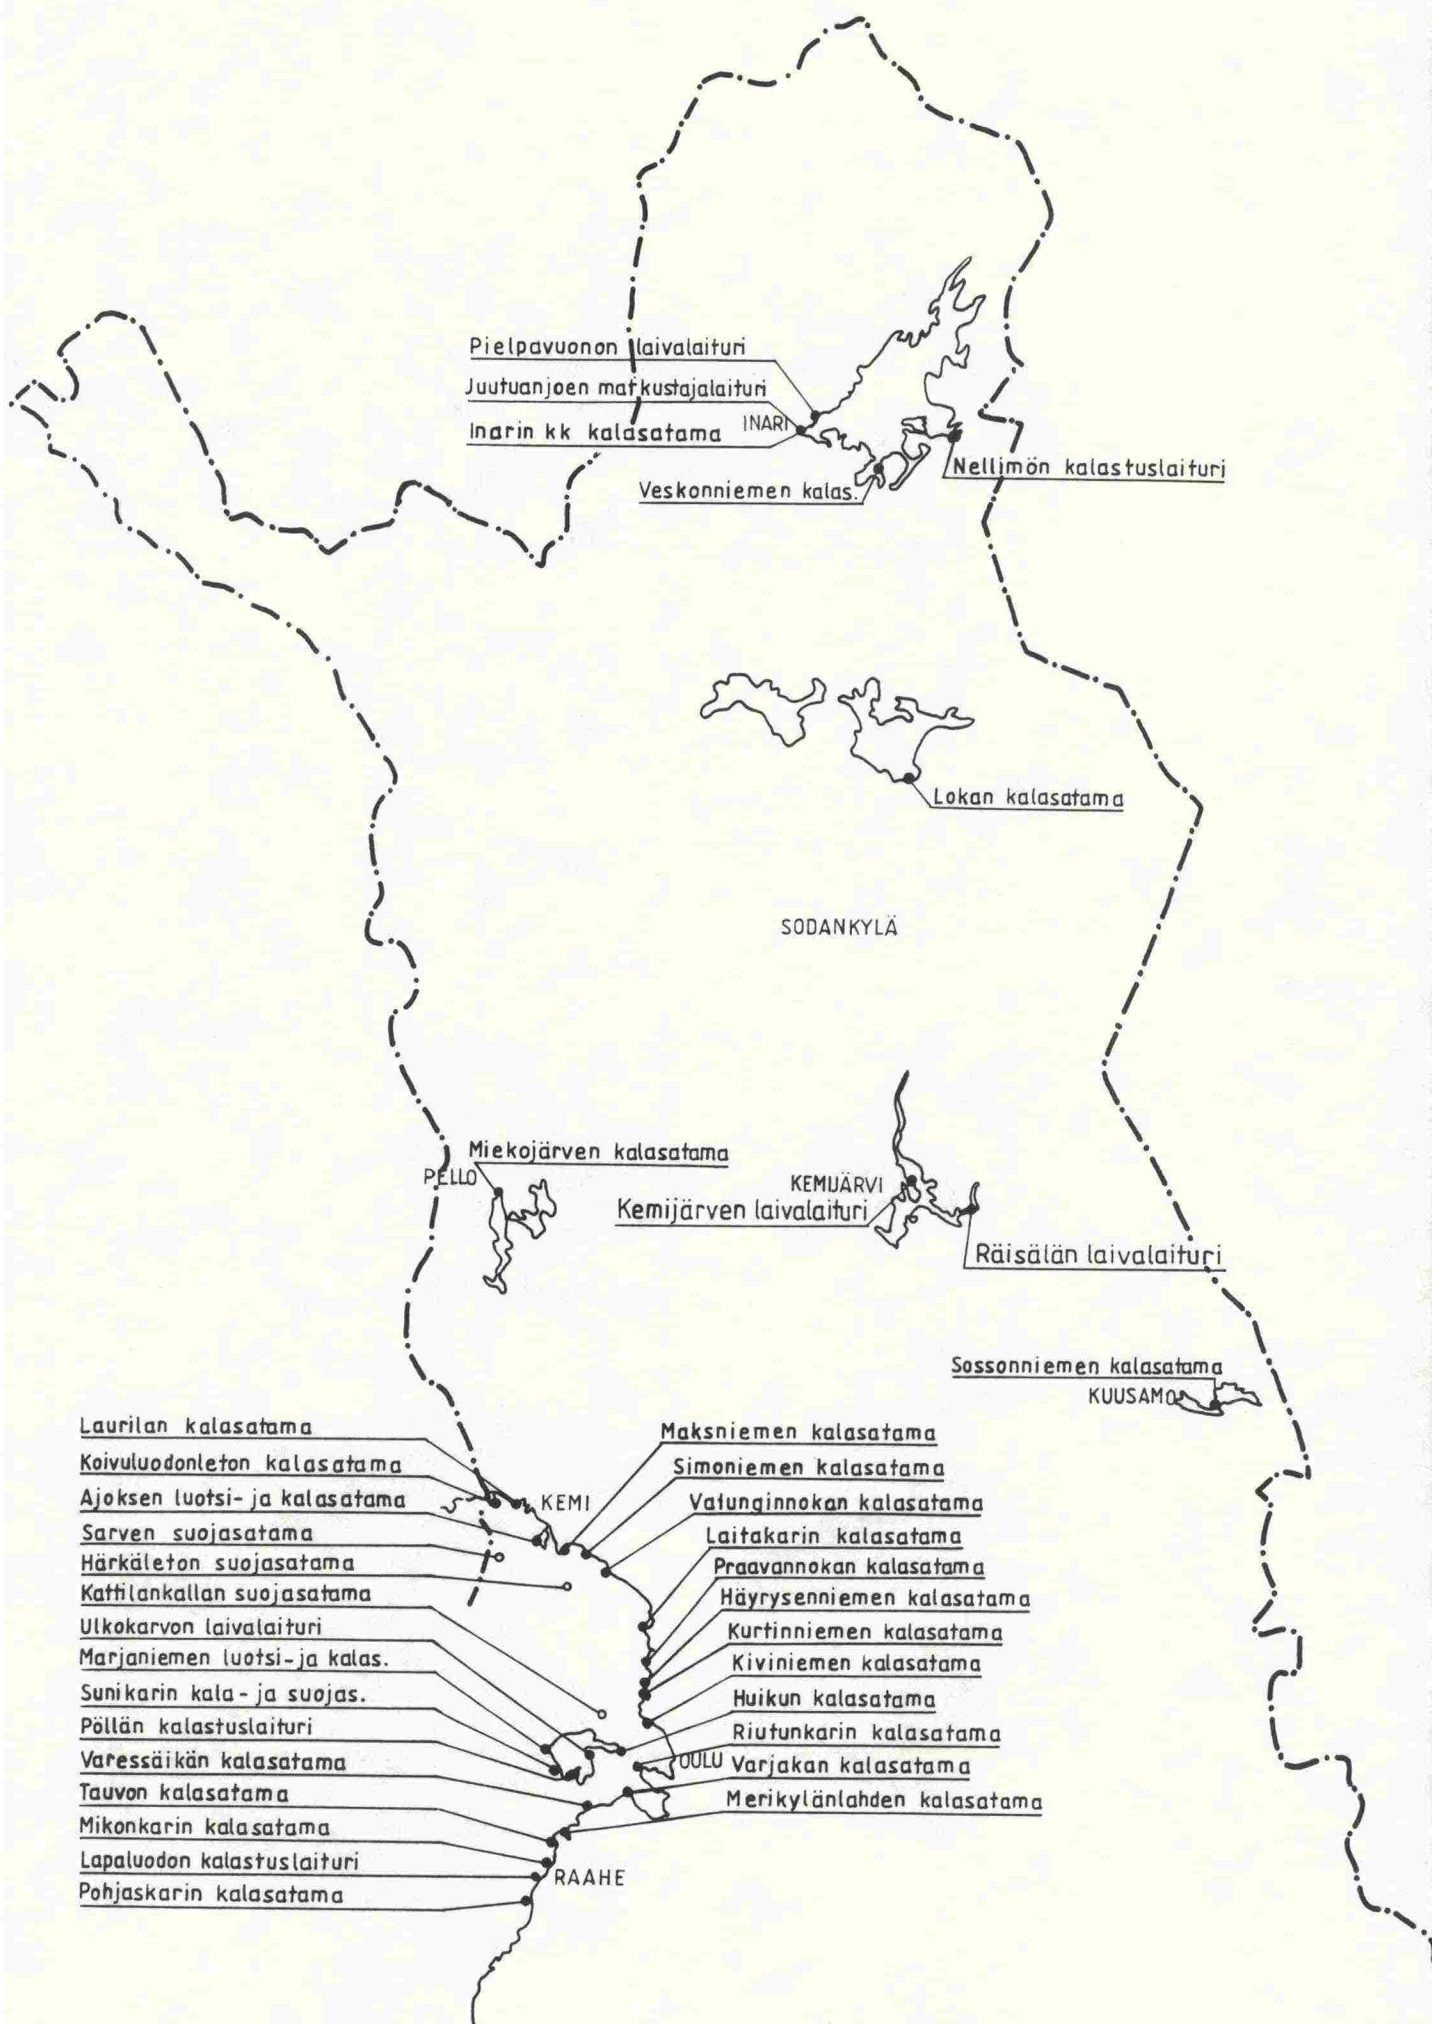 Pielpavuonon laivalaituri
Juutuanjoen matkustajalaituri
Inarin kk kalasatama
INARI
Veskonniemen kalas.
Nellimön kalastuslaituri
Lokan kalasatama
SODANKYLÄ
Miekojärven kalasatama
PELLO
KEMIJÄRVI
Kemijärven laivalaituri
Räisälän laivalaituri
Sossonniemen kalasatama
KUUSAMO
Laurilan kalasatama
Koivuluodonleton kalasatama
Ajoksen luotsi- ja kalasatama
Sarven suojasatama
Härkäleton suojasatama
Kattilankallan suojasatama
Ulkokarvon laivalaituri
Marjaniemen luotsi- ja kalas.
Sunikarin kala- ja suojas.
Pöllän kalastuslaituri
Varessäikän kalasatama
Tauvon kalasatama
Mikonkarin kalasatama
Lapaluodon kalastuslaituri
Pohjaskarin kalasatama
KEMI
Maksniemen kalasatama
Simoniemen kalasatama
Vatunginnokan kalasatama
Laitakarin kalasatama
Praavannokan kalasatama
Häyrysenniemen kalasatama
Kurtinniemen kalasatama
Kiviniemen kalasatama
Huikun kalasatama
Riutunkarin kalasatama
OULU
Varjakan kalasatama
Merikylänlahden kalasatama
RAAHE